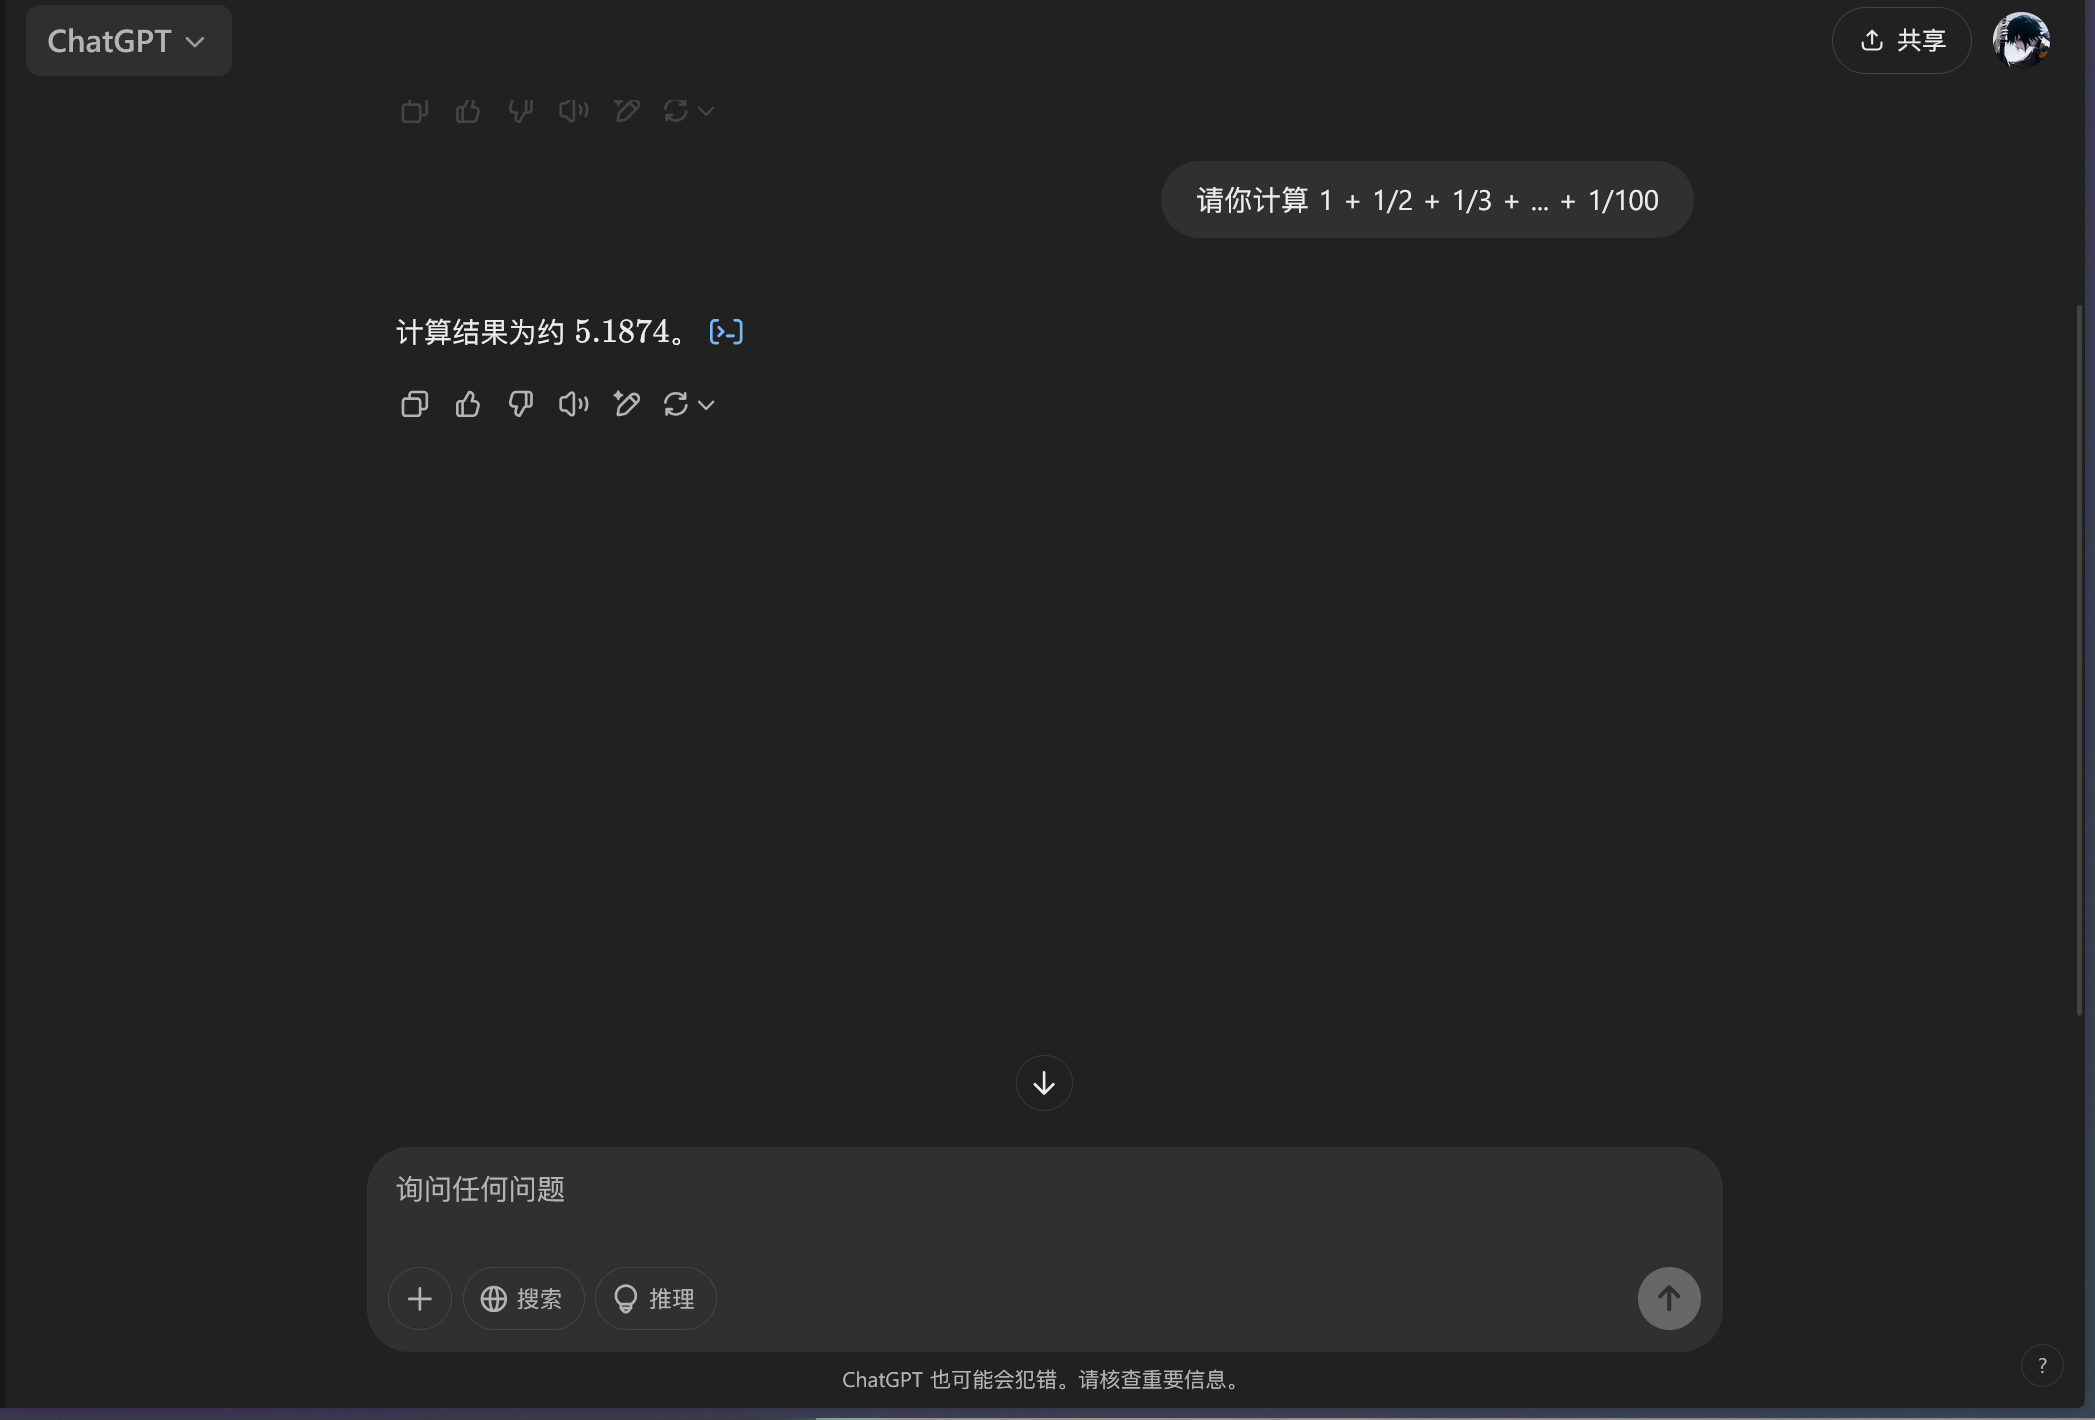 ChatGPT
共享
请你计算 1 + 1/2 + 1/3 + ... + 1/100
计算结果为约 5.1874。
询问任何问题
搜索
推理
ChatGPT 也可能会犯错。请核查重要信息。
?